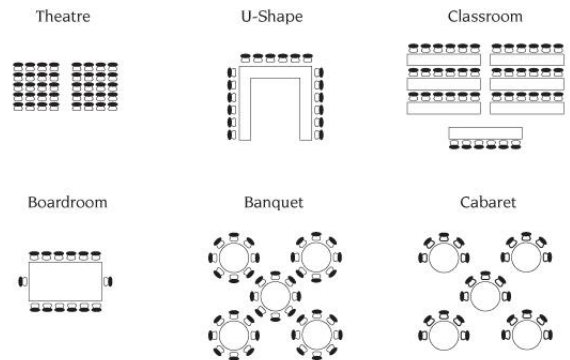 Theatre
U-Shape
Classroom
Boardroom
Banquet
Cabaret